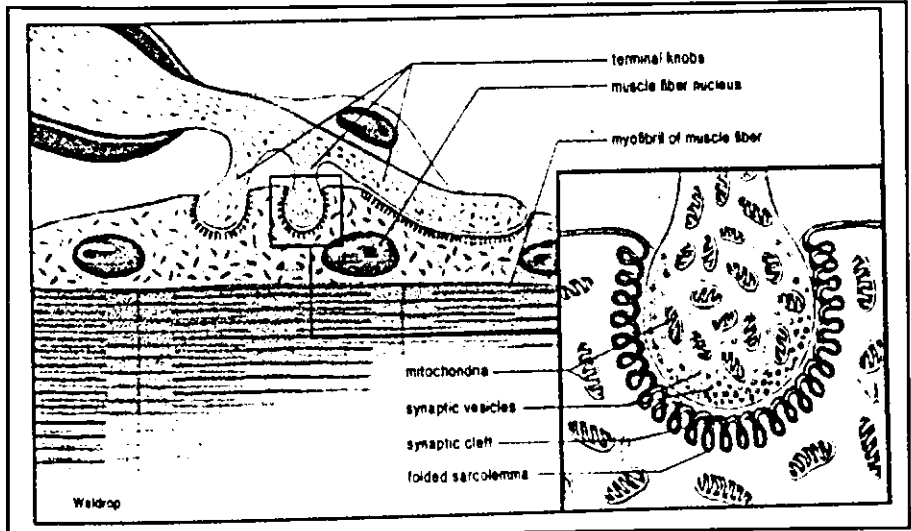 terminal knobs
muscle fiber nucleus
myofibril of muscle fiber
mitochondria
synaptic vesicles
synaptic cleft
folded sarcolemma
Waldrop